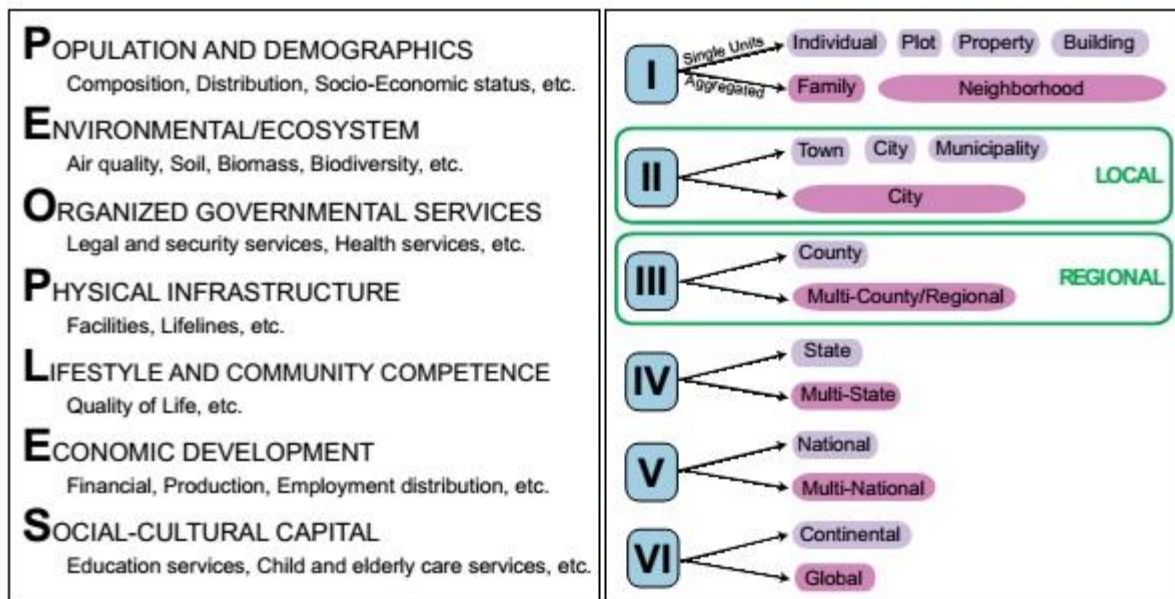 POPULATION AND DEMOGRAPHICS
Composition, Distribution, Socio-Economic status, etc.
ENVIRONMENTAL/ECOSYSTEM
Air quality, Soil, Biomass, Biodiversity, etc.
ORGANIZED GOVERNMENTAL SERVICES
Legal and security services, Health services, etc.
PHYSICAL INFRASTRUCTURE
Facilities, Lifelines, etc.
LIFESTYLE AND COMMUNITY COMPETENCE
Quality of Life, etc.
ECONOMIC DEVELOPMENT
Financial, Production, Employment distribution, etc.
SOCIAL-CULTURAL CAPITAL
Education services, Child and elderly care services, etc.
I
Single Units
Individual Plot Property Building
Aggregated
Family Neighborhood
II
Town City Municipality
LOCAL
City
III
County
REGIONAL
Multi-County/Regional
IV
State
Multi-State
V
National
Multi-National
VI
Continental
Global